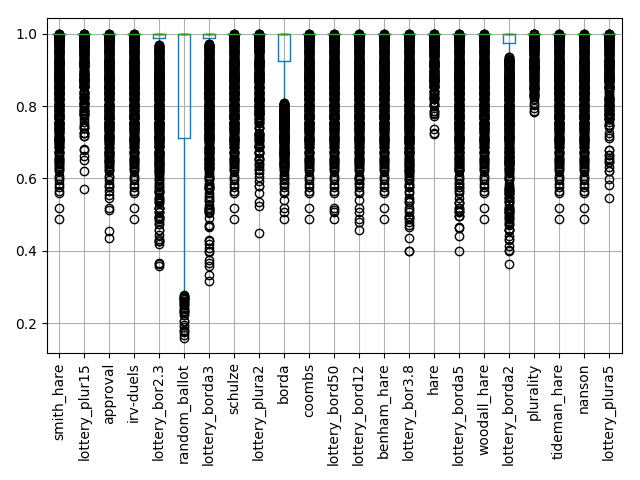 1.0
0.8
0.6
0.4
0.2
smith_hare
lottery_plur15
approval
irv-duels
lottery_bor2.3
random_ballot
lottery_borda3
schulze
lottery_plura2
borda
coombs
lottery_bord50
lottery_bord12
benham_hare
lottery_bor3.8
hare
lottery_borda5
woodall_hare
lottery_borda2
plurality
tideman_hare
nanson
lottery_plura5